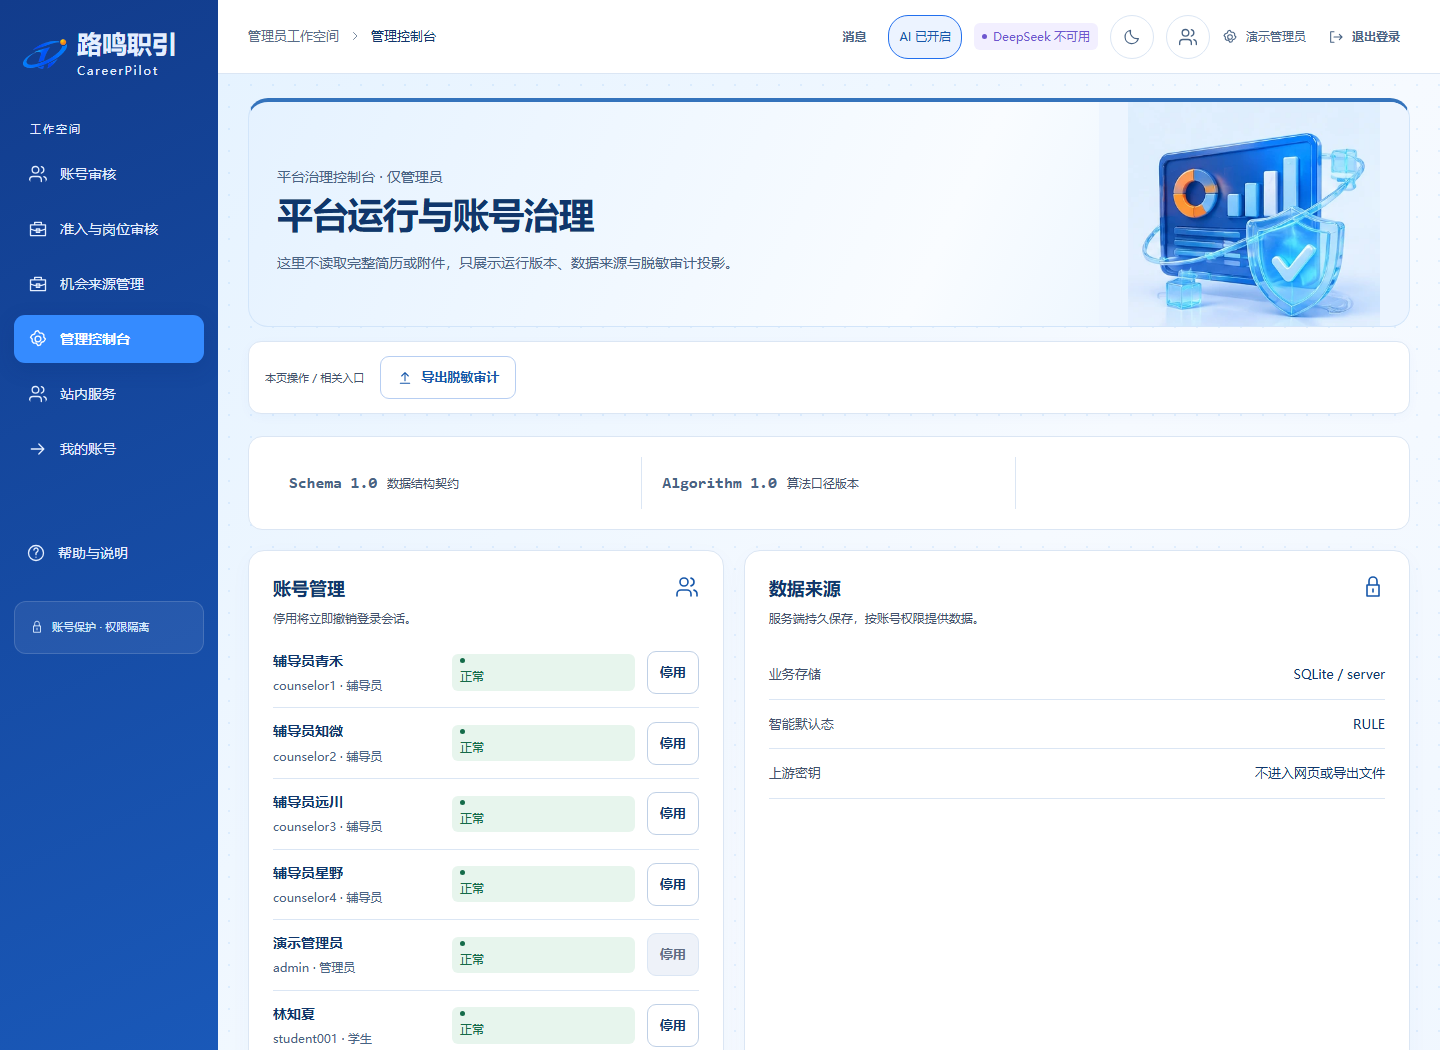 路鸣职引
CareerPilot
工作空间
账号审核
准入与岗位审核
机会来源管理
管理控制台
站内服务
我的账号
帮助与说明
账号保护 · 权限隔离
管理员工作空间 > 管理控制台
消息
AI 已开启
DeepSeek 不可用
演示管理员
退出登录
平台治理控制台 · 仅管理员
平台运行与账号治理
这里不读取完整简历或附件，只展示运行版本、数据来源与脱敏审计投影。
本页操作 / 相关入口
导出脱敏审计
Schema 1.0 数据结构契约
Algorithm 1.0 算法口径版本
账号管理
停用将立即撤销登录会话。
辅导员青禾
counselor1 · 辅导员
正常
停用
辅导员知微
counselor2 · 辅导员
正常
停用
辅导员远川
counselor3 · 辅导员
正常
停用
辅导员星野
counselor4 · 辅导员
正常
停用
演示管理员
admin · 管理员
正常
停用
林知夏
student001 · 学生
正常
停用
数据来源
服务端持久保存，按账号权限提供数据。
业务存储
SQLite / server
智能默认态
RULE
上游密钥
不进入网页或导出文件